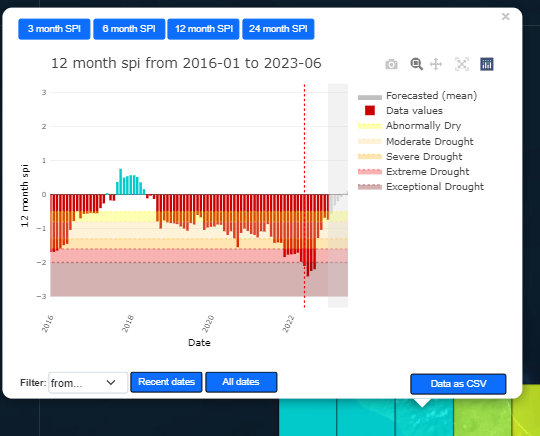 ×
3 month SPI 6 month SPI 12 month SPI 24 month SPI
12 month spi from 2016-01 to 2023-06
Forecasted (mean)
Data values
Abnormally Dry
Moderate Drought
Severe Drought
Extreme Drought
Exceptional Drought
3
2
1
0
−1
−2
−3
12 month spi
2016 2018 2020 2022
Date
Filter: from... Recent dates All dates Data as CSV